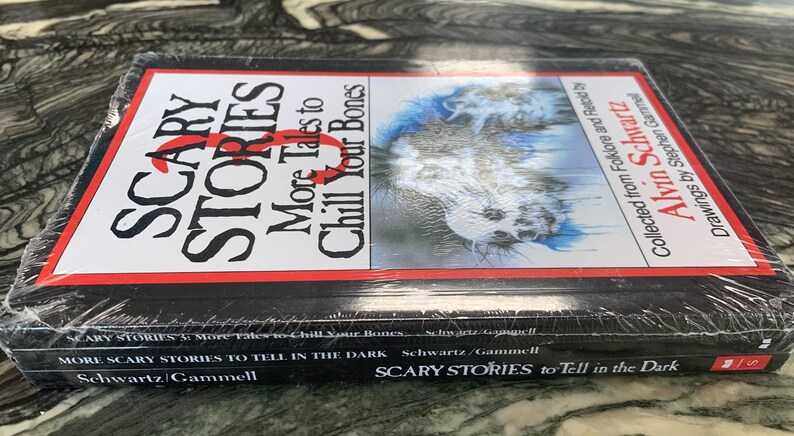 SCARY
STORIES
3
More Tales to
Chill Your Bones
Collected from Folklore and Retold by
Alvin Schwartz
Drawings by Stephen Gammell
SCARY STORIES 3: More Tales to Chill Your Bones Schwartz/Gammell
MORE SCARY STORIES TO TELL IN THE DARK Schwartz/Gammell
Schwartz/Gammell SCARY STORIES to Tell in the Dark